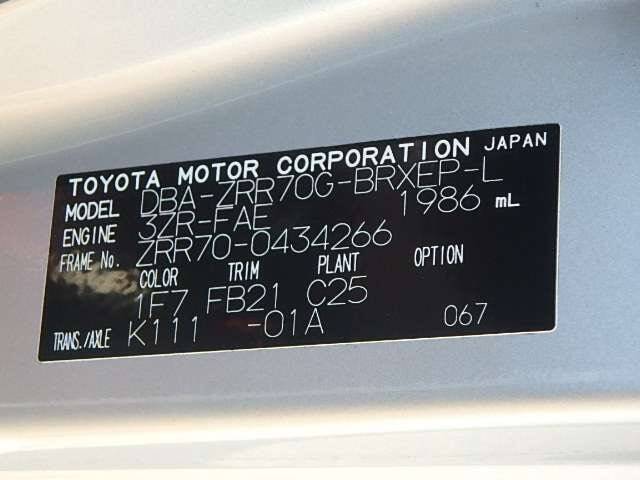 TOYOTA MOTOR CORPORATION JAPAN
MODEL DBA-ZRR70G-BRXEP-L
ENGINE 3ZR-FAE 1986 mL
FRAME No. ZRR70-0434266
COLOR TRIM PLANT OPTION
1F7 FB21 C25
TRANS./AXLE K111 -01A 067